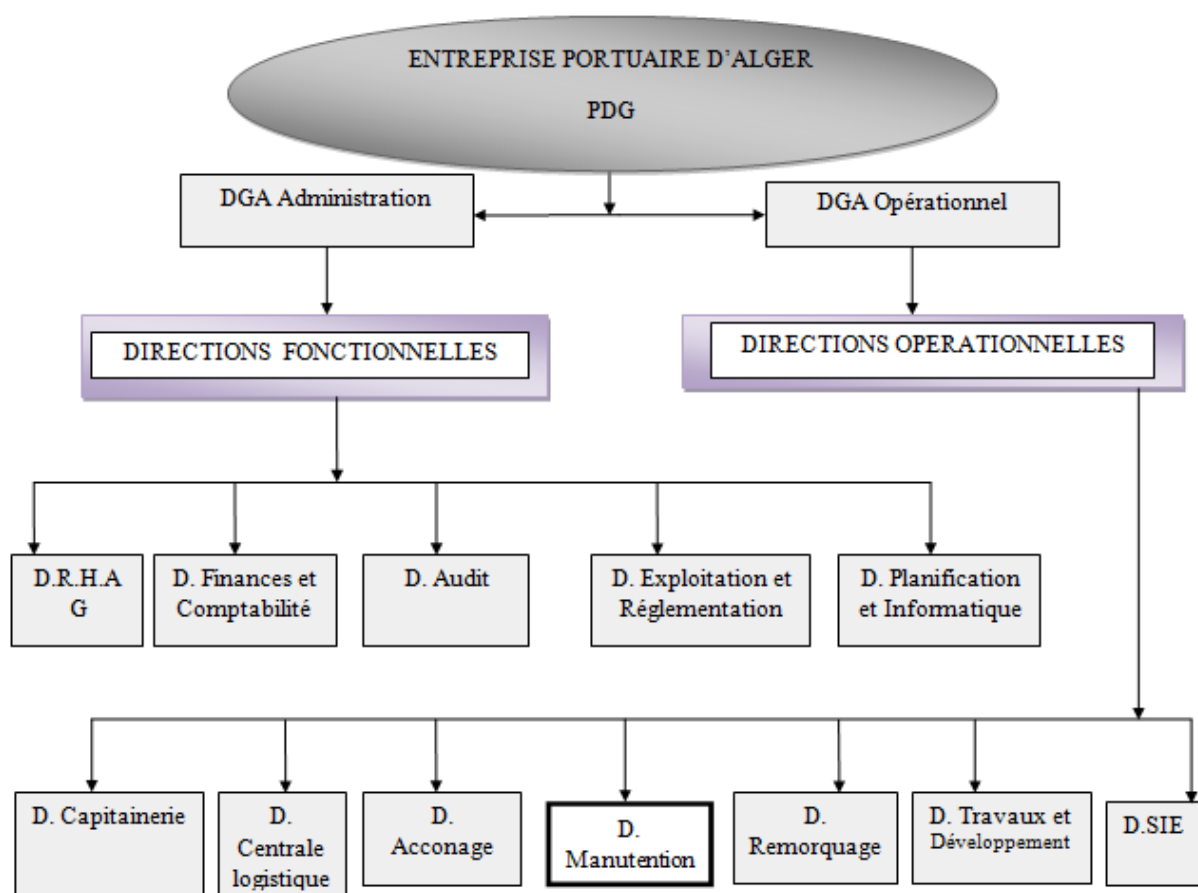 ENTREPRISE PORTUAIRE D’ALGER
PDG
DGA Administration
DGA Opérationnel
DIRECTIONS FONCTIONNELLES
DIRECTIONS OPERATIONNELLES
D.R.H.A
G
D. Finances et
Comptabilité
D. Audit
D. Exploitation et
Réglementation
D. Planification
et Informatique
D. Capitainerie
D.
Centrale
logistique
D.
Acconage
D.
Manutention
D.
Remorquage
D. Travaux et
Développement
D.SIE